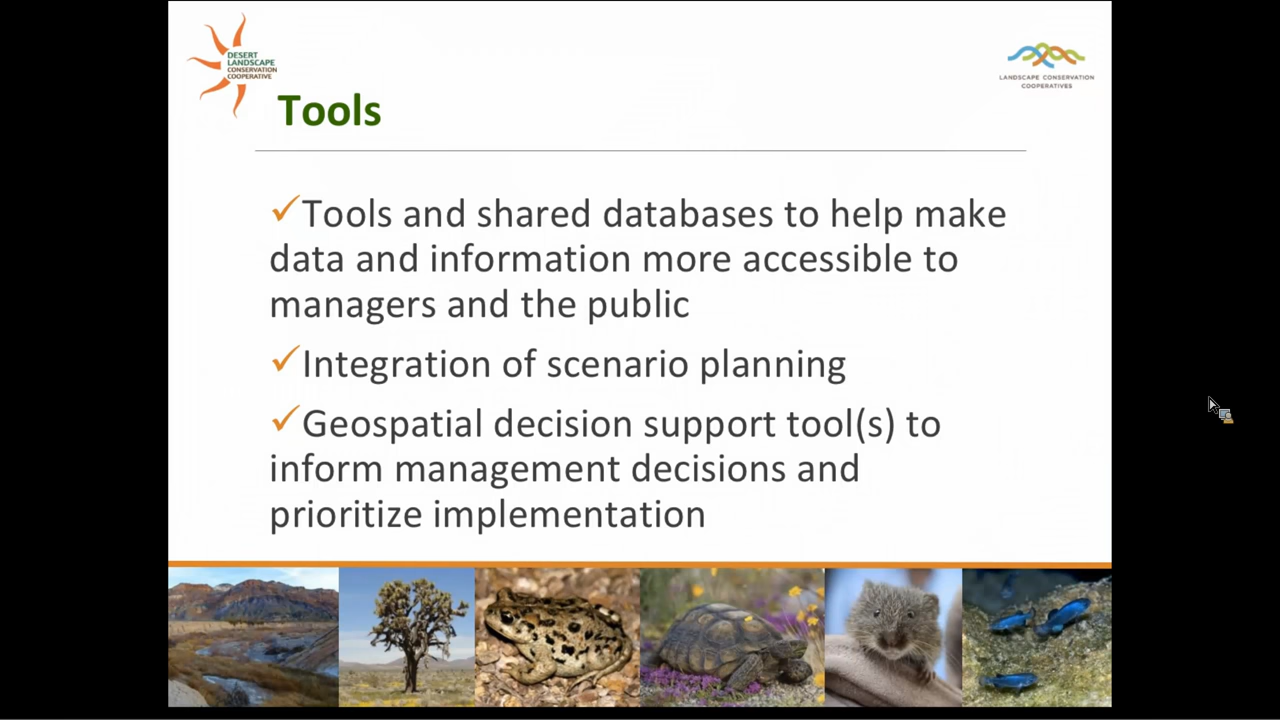 DESERT
LANDSCAPE
CONSERVATION
COOPERATIVE
LANDSCAPE CONSERVATION
COOPERATIVES
Tools
✓Tools and shared databases to help make
data and information more accessible to
managers and the public
✓Integration of scenario planning
✓Geospatial decision support tool(s) to
inform management decisions and
prioritize implementation